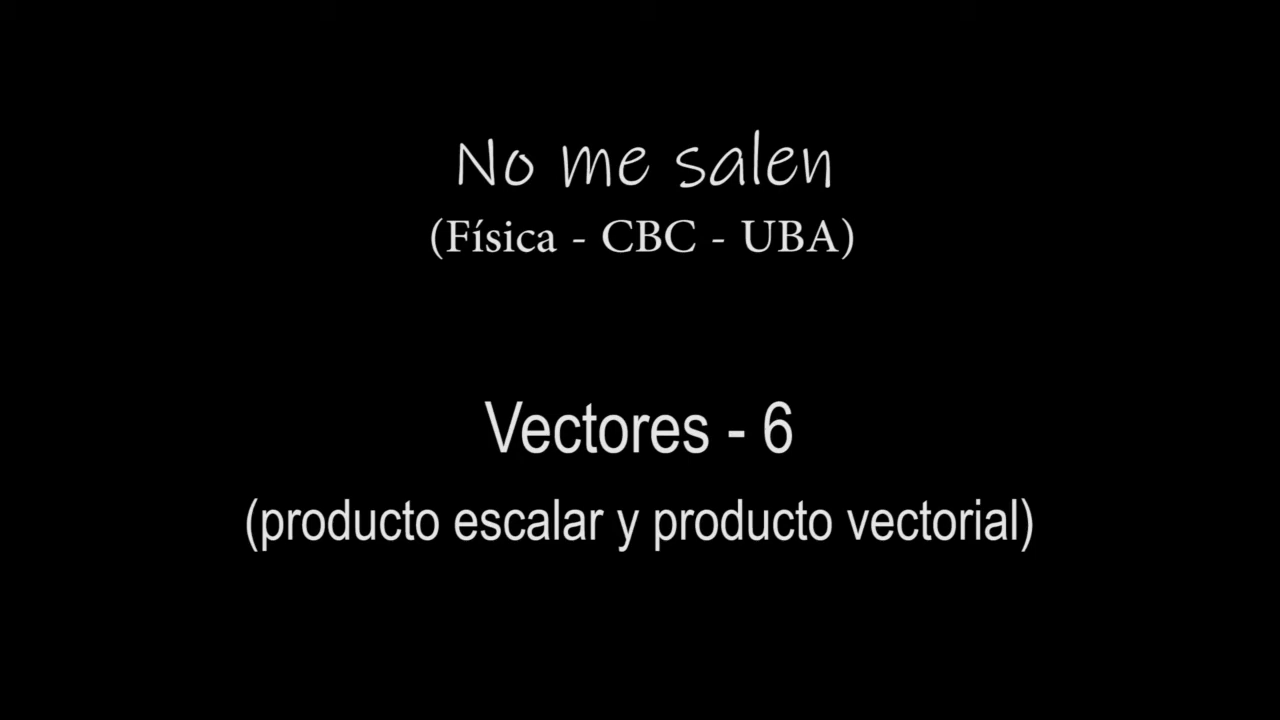 No me salen
(Física - CBC - UBA)
Vectores - 6
(producto escalar y producto vectorial)